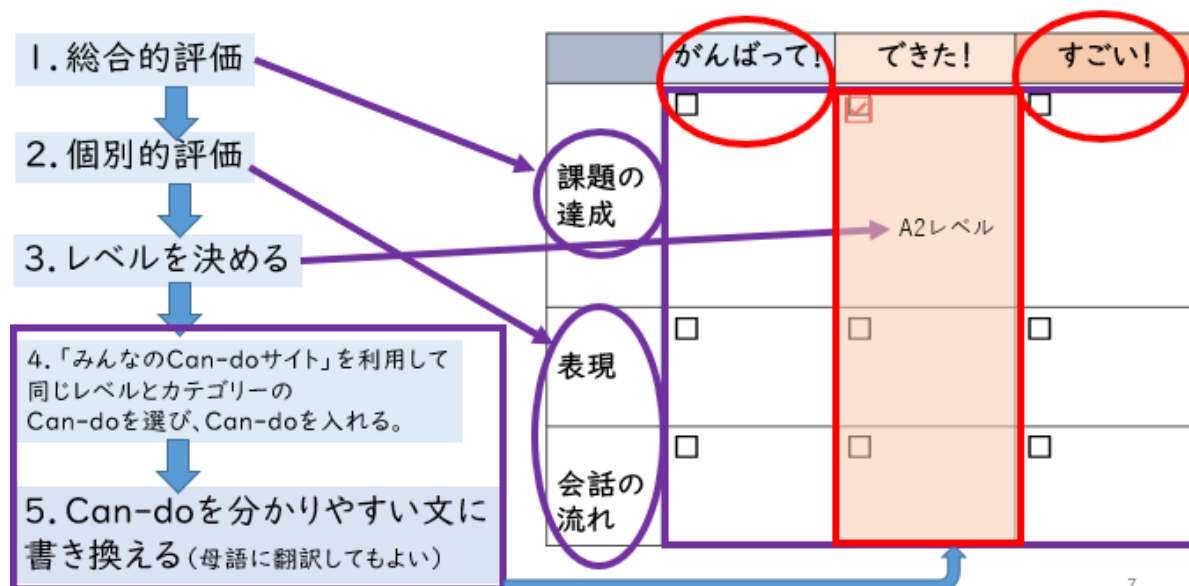 1.総合的評価
2.個別的評価
3.レベルを決める
4.「みんなのCan-doサイト」を利用して
同じレベルとカテゴリーの
Can-doを選び、Can-doを入れる。
5.Can-doを分かりやすい文に
書き換える(母語に翻訳してもよい)
がんばって! できた! すごい!
課題の
達成
A2レベル
表現
会話の
流れ
7